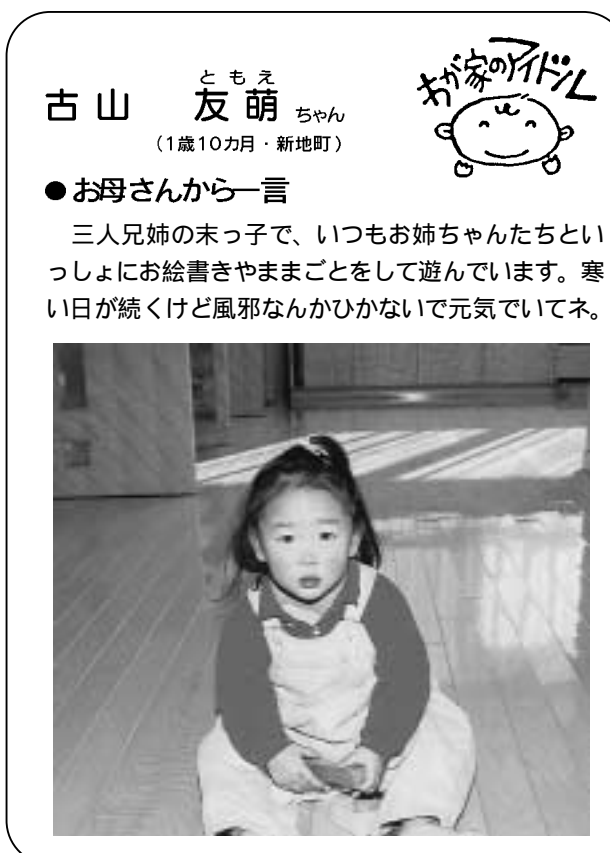 わが家のアイドル
ともえ
古山 友萌ちゃん
(1歳10カ月・新地町)
●お母さんから一言
三人兄姉の末っ子で、いつもお姉ちゃんたちとい
っしょにお絵書きやままごとをして遊んでいます。寒
い日が続くけど風邪なんかひかないで元気でいてネ。